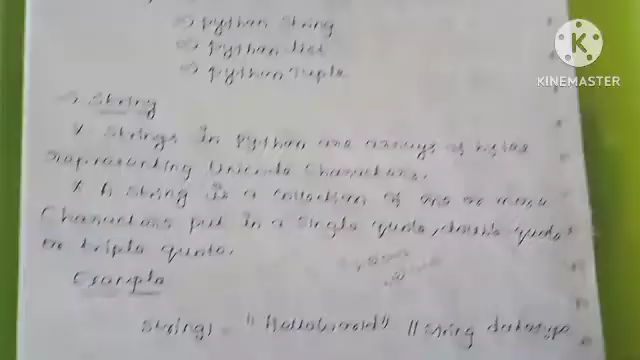 => python string
=> python list
=> python tuple
KINEMASTER
=> String
* Strings in python are arrays of bytes
representing Unicode Characters.
* A string is a collection of one or more
Characters put in a single quote, double quote
or triple quote.
Example
String1 = "HelloWorld" // string datatype